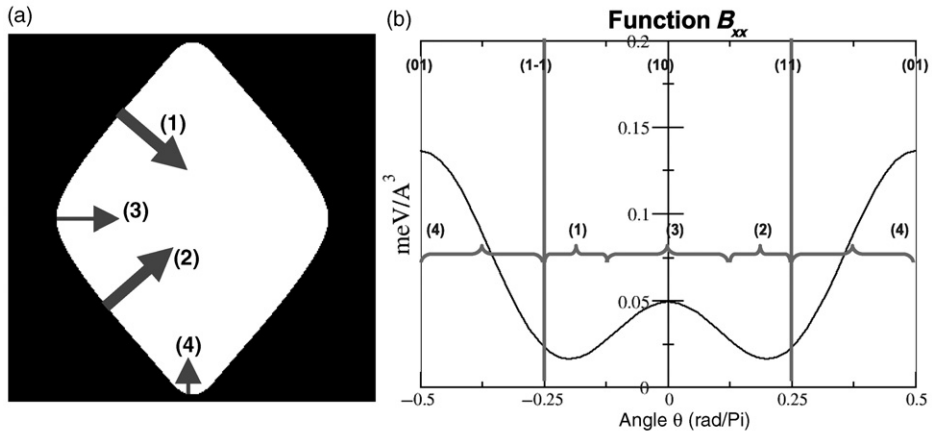 (a)
(1)
(3)
(2)
(4)
(b)
Function Bxx
0.2
(01) (1-1) (10) (11) (01)
0.15
meV/A^3
0.1
(4) (1) (3) (2) (4)
0.05
0
−0.5 −0.25 0 0.25 0.5
Angle θ (rad/Pi)